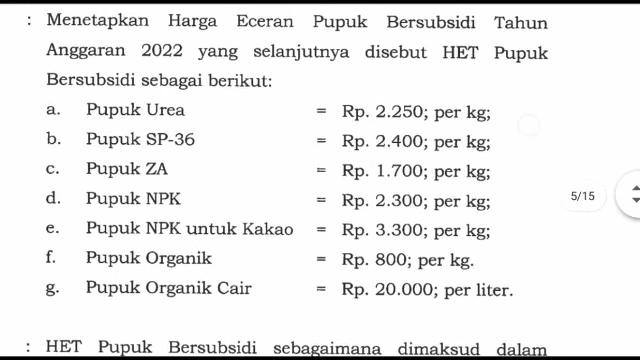 : Menetapkan Harga Eceran Pupuk Bersubsidi Tahun
Anggaran 2022 yang selanjutnya disebut HET Pupuk
Bersubsidi sebagai berikut:
a. Pupuk Urea = Rp. 2.250; per kg;
b. Pupuk SP-36 = Rp. 2.400; per kg;
c. Pupuk ZA = Rp. 1.700; per kg;
d. Pupuk NPK = Rp. 2.300; per kg;
5/15
e. Pupuk NPK untuk Kakao = Rp. 3.300; per kg;
f. Pupuk Organik = Rp. 800; per kg.
g. Pupuk Organik Cair = Rp. 20.000; per liter.
: HET Pupuk Bersubsidi sebagaimana dimaksud dalam